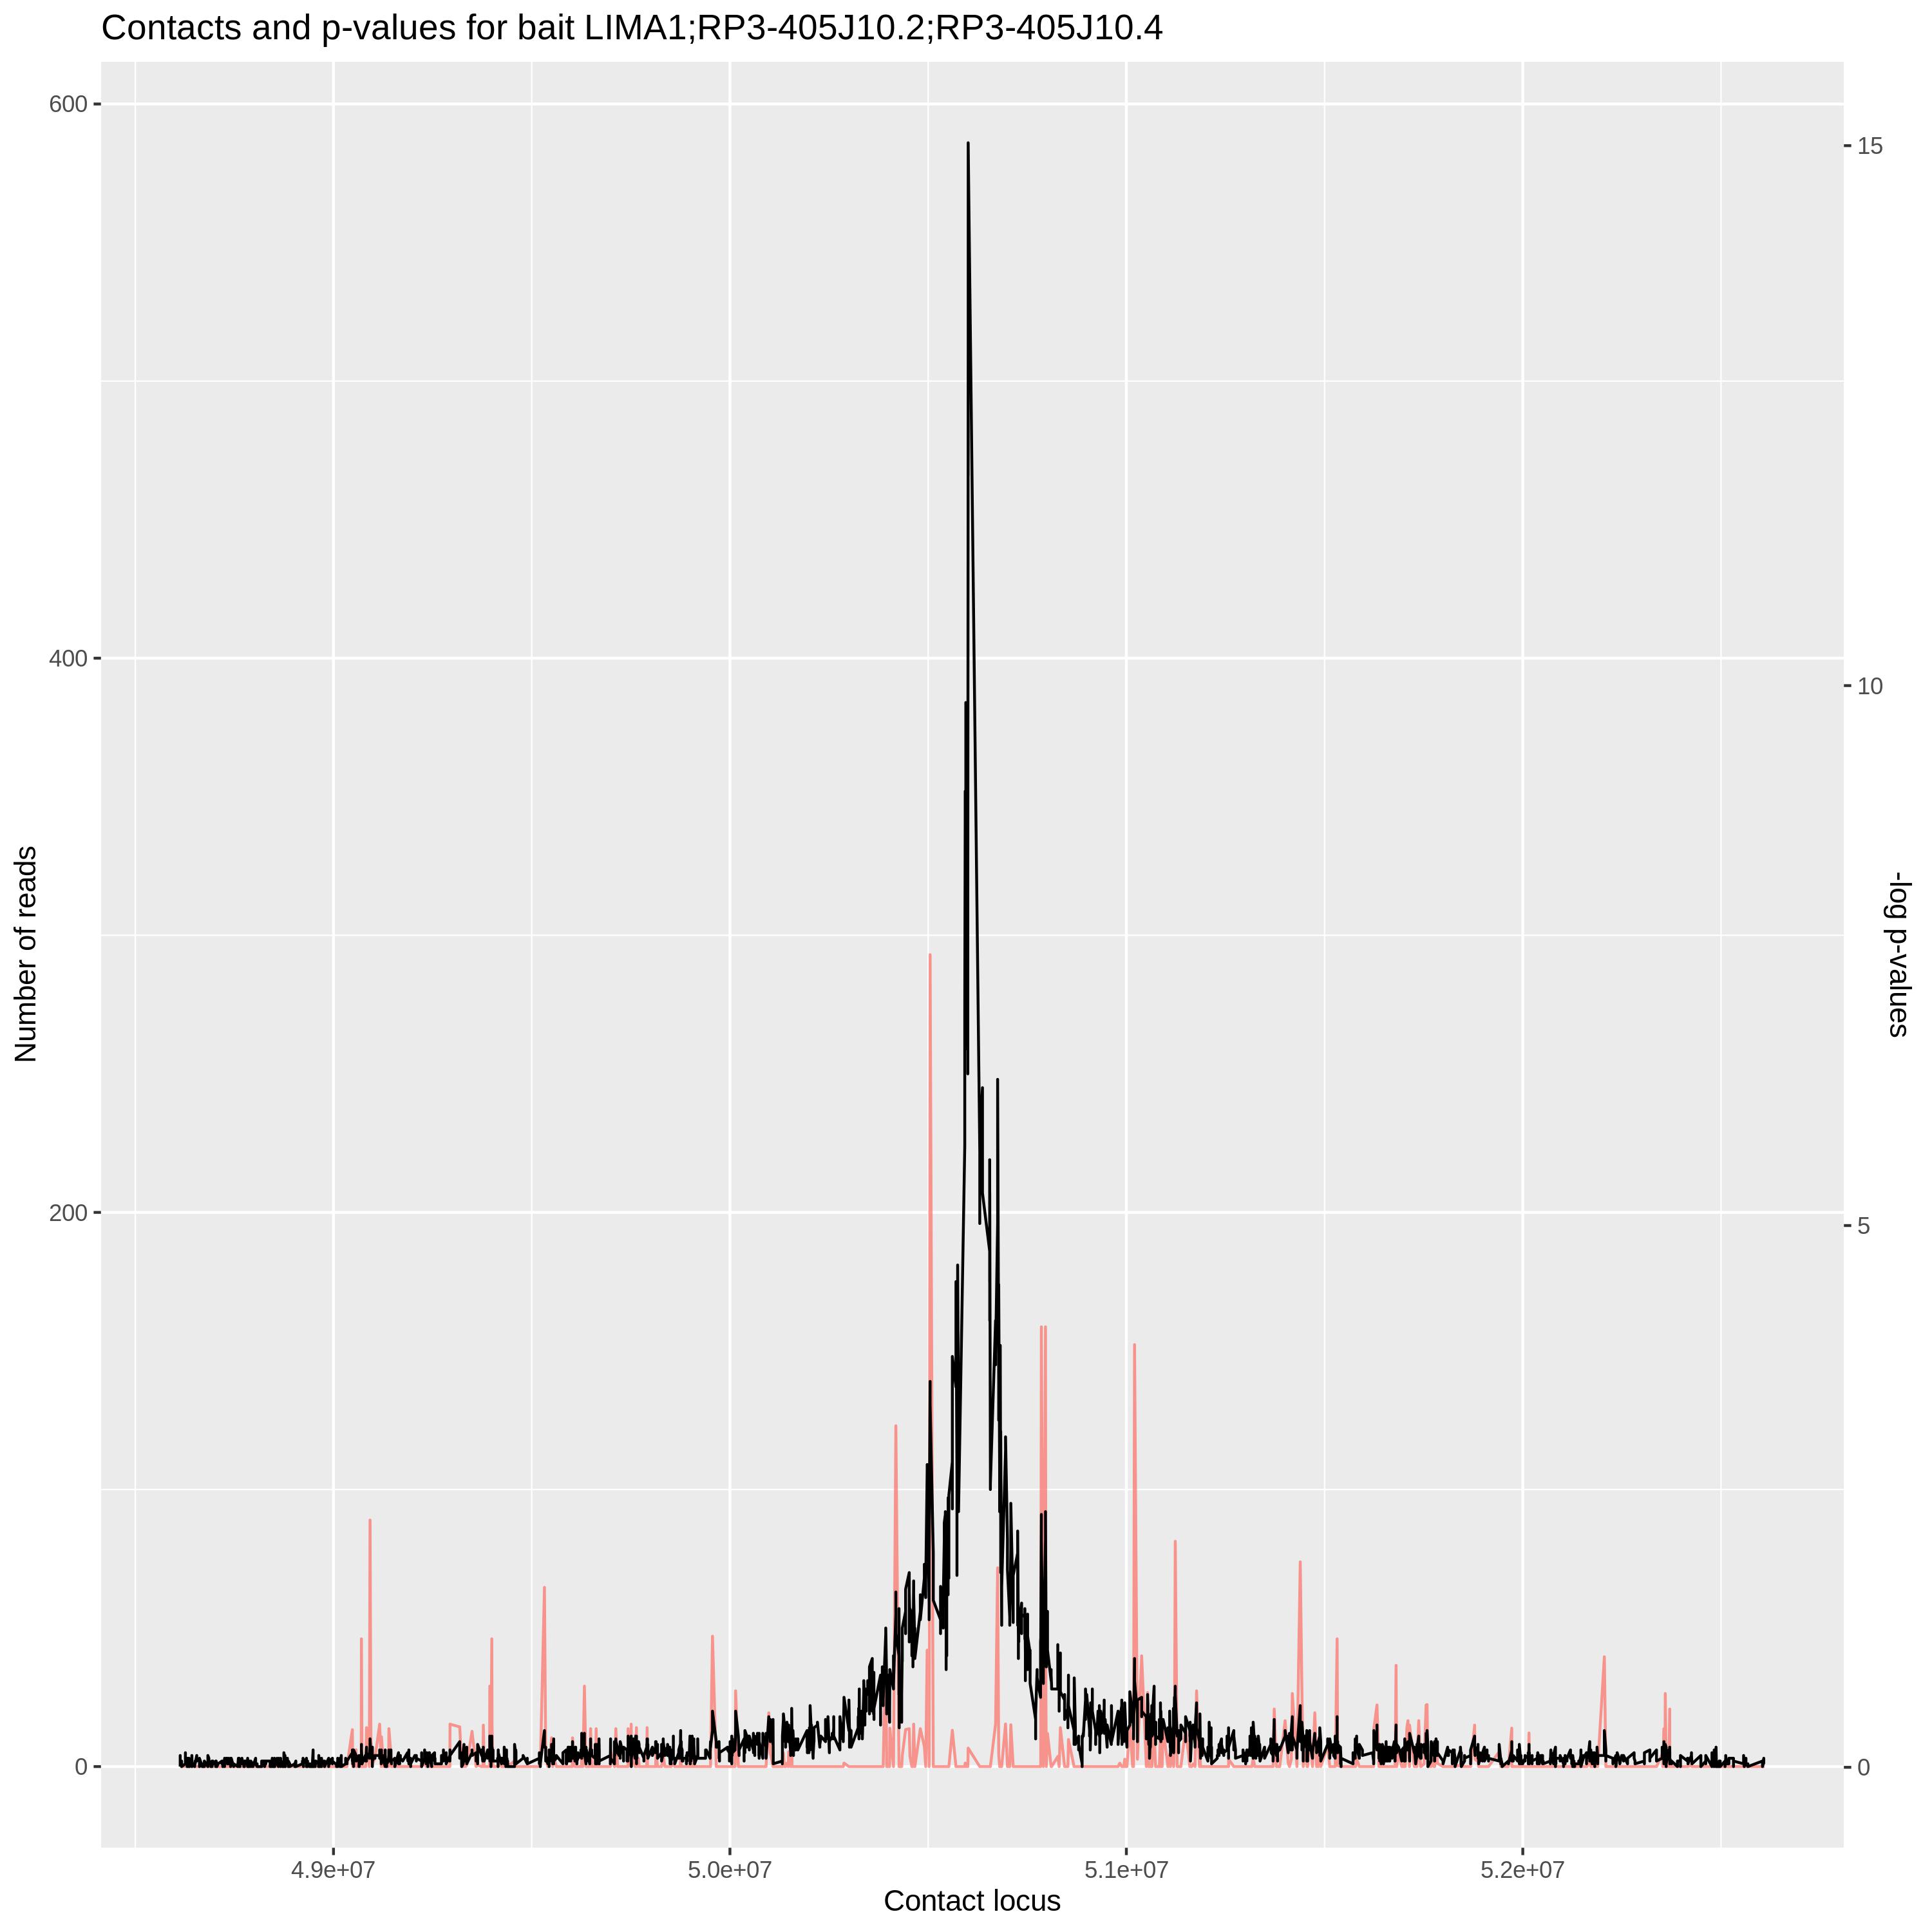 Contacts and p-values for bait LIMA1;RP3-405J10.2;RP3-405J10.4
600
400
200
0
Number of reads
15
10
5
0
-log p-values
4.9e+07
5.0e+07
5.1e+07
5.2e+07
Contact locus